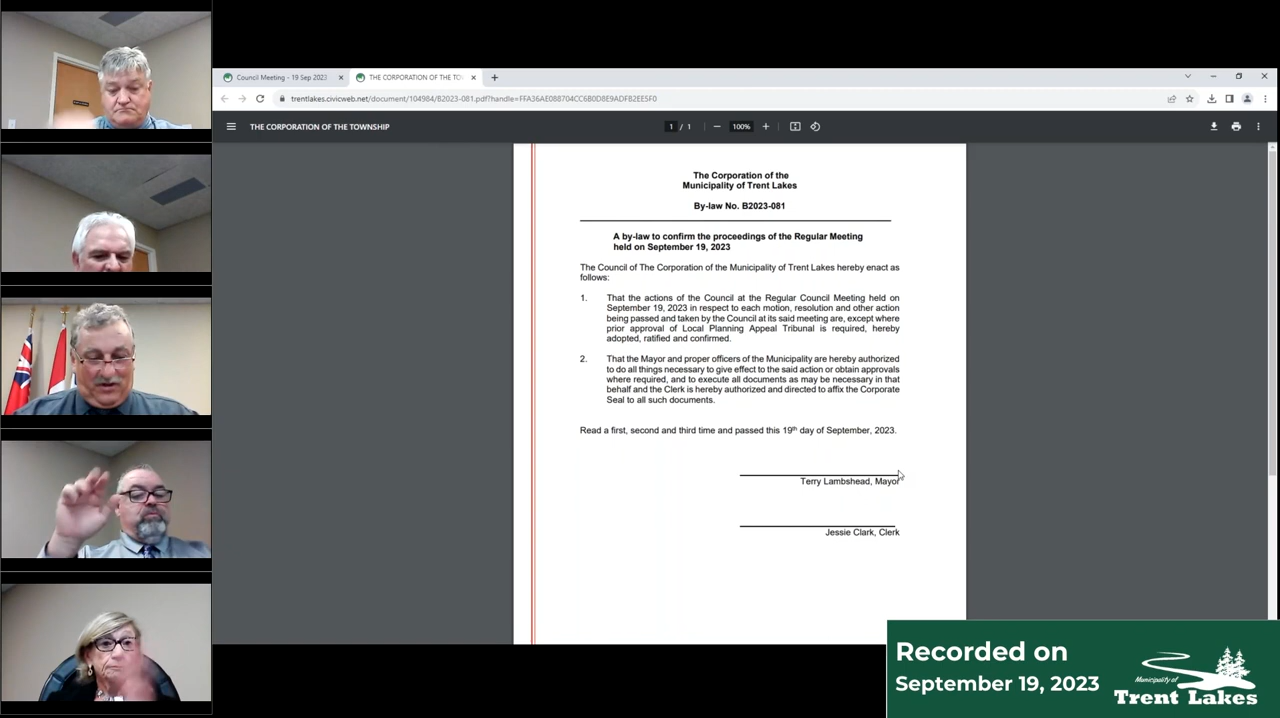 Council Meeting - 19 Sep 2023
THE CORPORATION OF THE TO
trentlakes.civicweb.net/document/104984/B2023-081.pdf?handle=FFA36AE088704CC6B0D8E9ADFB2EE5F0
THE CORPORATION OF THE TOWNSHIP
1 / 1
100%
The Corporation of the
Municipality of Trent Lakes
By-law No. B2023-081
A by-law to confirm the proceedings of the Regular Meeting
held on September 19, 2023
The Council of The Corporation of the Municipality of Trent Lakes hereby enact as
follows:
1. That the actions of the Council at the Regular Council Meeting held on
September 19, 2023 in respect to each motion, resolution and other action
being passed and taken by the Council at its said meeting are, except where
prior approval of Local Planning Appeal Tribunal is required, hereby
adopted, ratified and confirmed.
2. That the Mayor and proper officers of the Municipality are hereby authorized
to do all things necessary to give effect to the said action or obtain approvals
where required, and to execute all documents as may be necessary in that
behalf and the Clerk is hereby authorized and directed to affix the Corporate
Seal to all such documents.
Read a first, second and third time and passed this 19th day of September, 2023.
Terry Lambshead, Mayor
Jessie Clark, Clerk
Recorded on
September 19, 2023
Municipality of
Trent Lakes